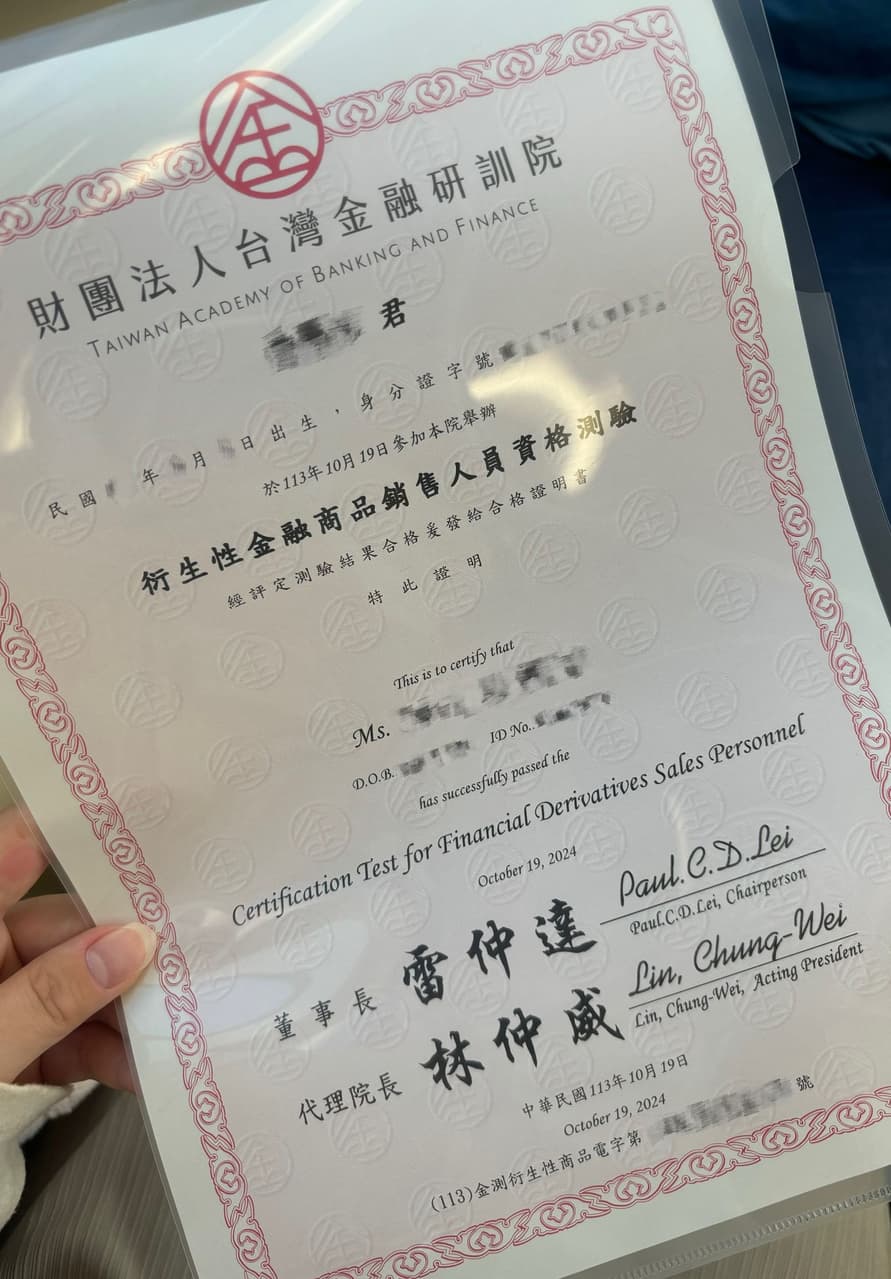 財團法人台灣金融研訓院
TAIWAN ACADEMY OF BANKING AND FINANCE
君
民國 年 月 日出生，身分證字號
於113年10月19日參加本院舉辦
衍生性金融商品銷售人員資格測驗
經評定測驗結果合格爰發給合格證明書
特此證明
This is to certify that
Ms.
D.O.B. ID No..
has successfully passed the
Certification Test for Financial Derivatives Sales Personnel
October 19, 2024
Paul.C.D.Lei
董事長 雷仲達 Paul.C.D.Lei, Chairperson
Lin, Chung-Wei
代理院長 林仲威 Lin, Chung-Wei, Acting President
中華民國113年10月19日
October 19, 2024
(113)金測衍生性商品電字第 號